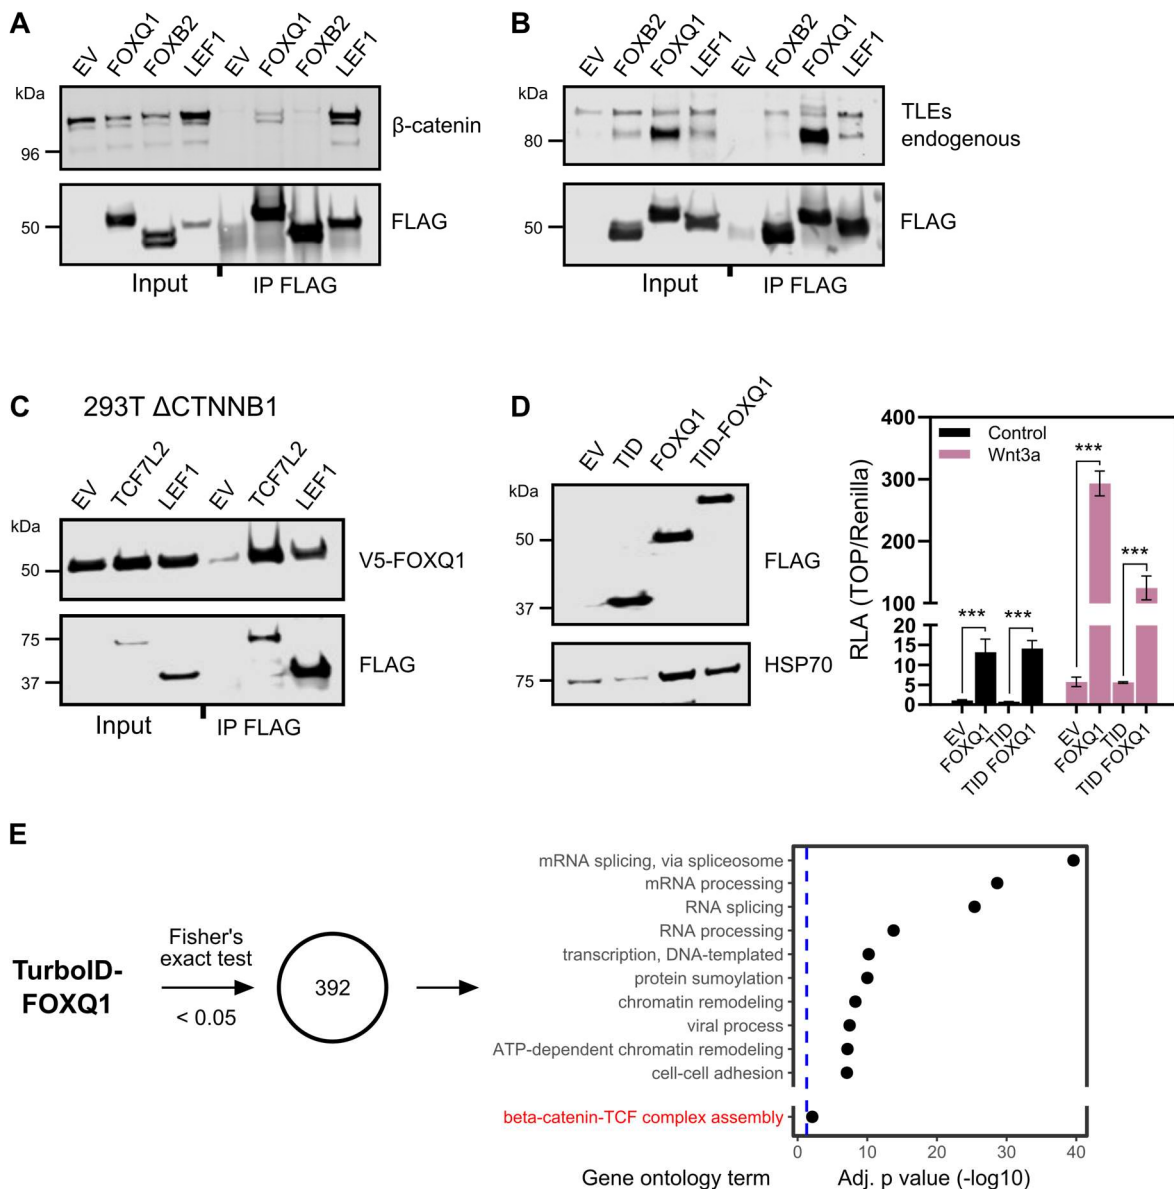 A
EV
FOXQ1
FOXB2
LEF1
EV
FOXQ1
FOXB2
LEF1
kDa
96
β-catenin
50
FLAG
Input
IP FLAG
B
EV
FOXB2
FOXQ1
LEF1
EV
FOXB2
FOXQ1
LEF1
kDa
80
TLEs
endogenous
50
FLAG
Input
IP FLAG
C
293T ΔCTNNB1
EV
TCF7L2
LEF1
EV
TCF7L2
LEF1
kDa
50
V5-FOXQ1
75
37
FLAG
Input
IP FLAG
D
EV
TID
FOXQ1
TID-FOXQ1
kDa
50
37
FLAG
75
HSP70
RLA (TOP/Renilla)
400
300
200
100
20
15
10
5
0
Control
Wnt3a
***
***
***
***
EV
FOXQ1
TID
TID FOXQ1
EV
FOXQ1
TID
TID FOXQ1
E
TurboID-
FOXQ1
Fisher's
exact test
< 0.05
392
mRNA splicing, via spliceosome
mRNA processing
RNA splicing
RNA processing
transcription, DNA-templated
protein sumoylation
chromatin remodeling
viral process
ATP-dependent chromatin remodeling
cell-cell adhesion
beta-catenin-TCF complex assembly
0 10 20 30 40
Gene ontology term
Adj. p value (-log10)